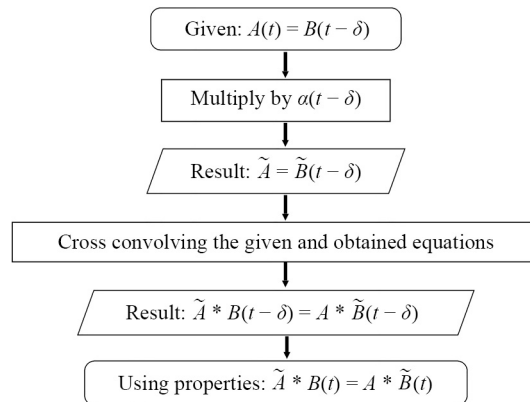 Given: A(t) = B(t − δ)
Multiply by α(t − δ)
Result: Ã = B̃(t − δ)
Cross convolving the given and obtained equations
Result: Ã * B(t − δ) = A * B̃(t − δ)
Using properties: Ã * B(t) = A * B̃(t)